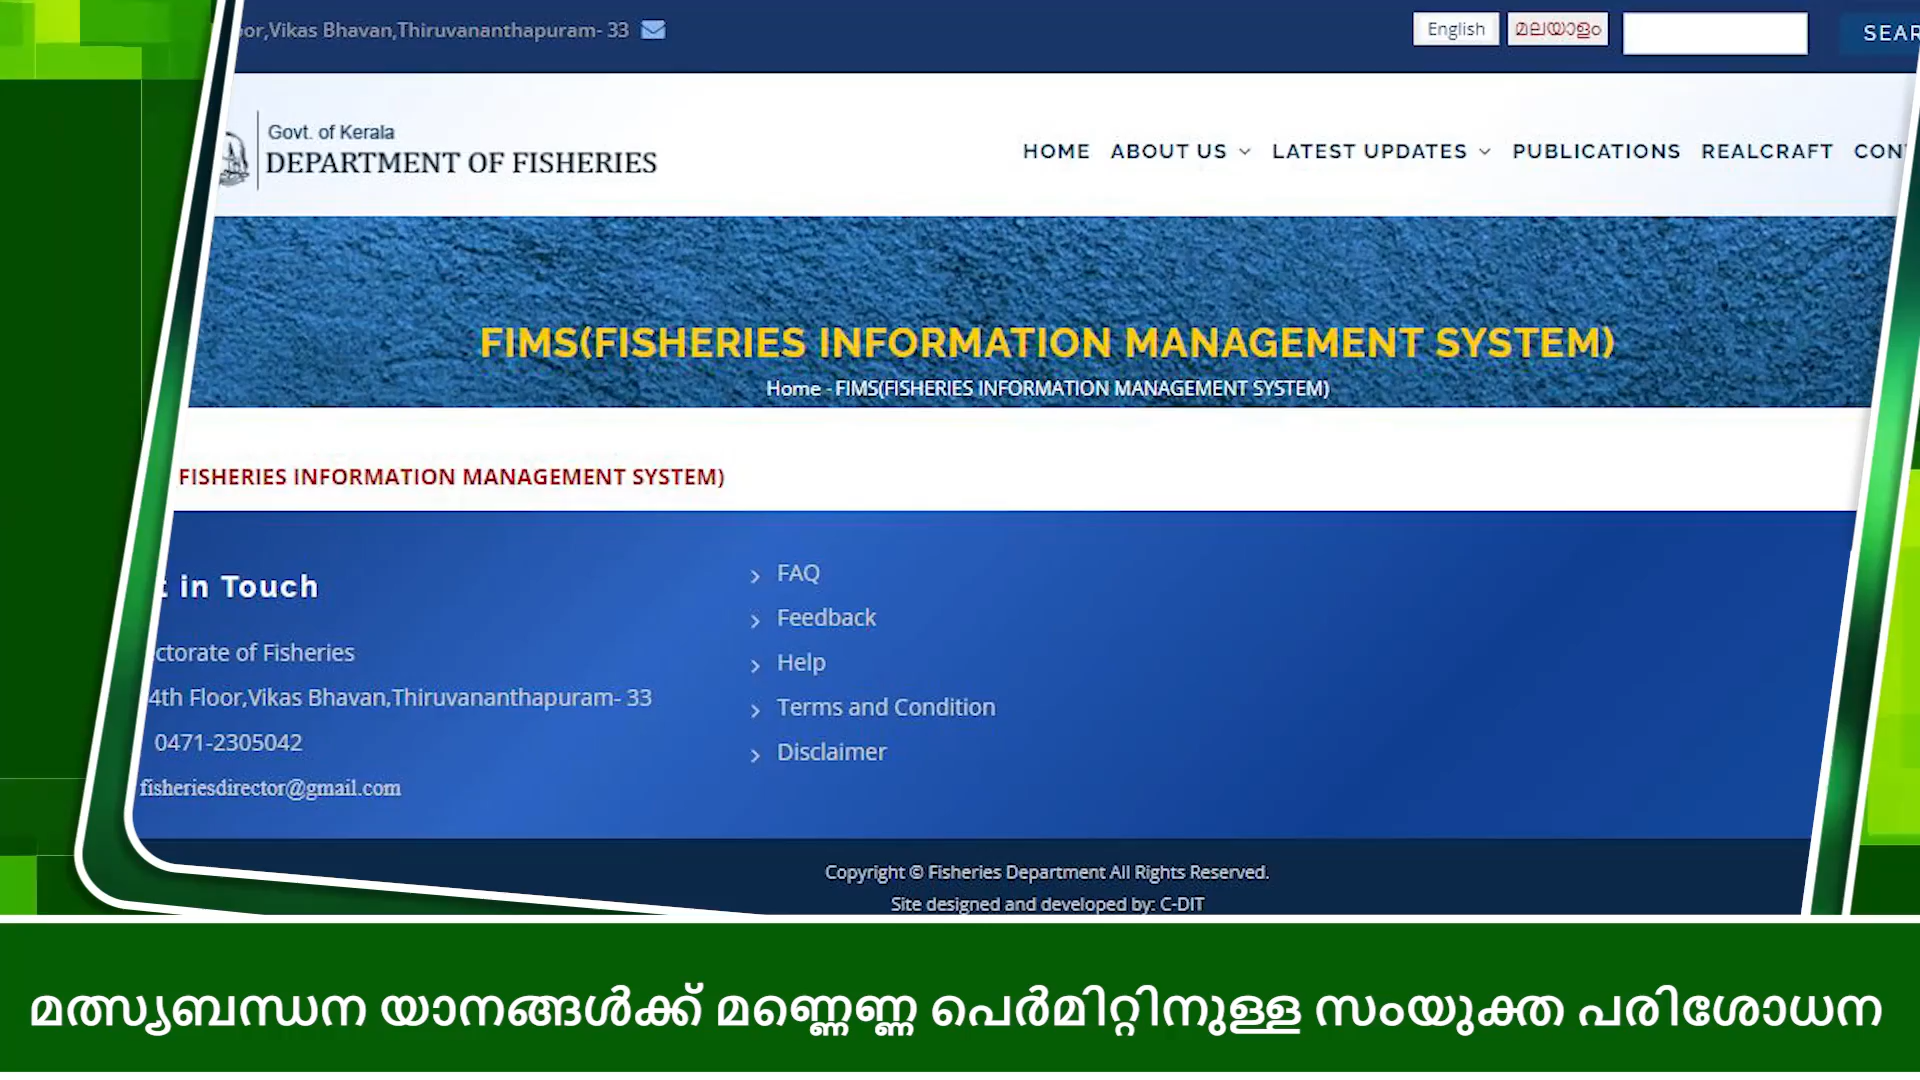 Vikas Bhavan,Thiruvananthapuram- 33
English
മലയാളം
Govt. of Kerala
DEPARTMENT OF FISHERIES
HOME ABOUT US LATEST UPDATES PUBLICATIONS REALCRAFT
FIMS(FISHERIES INFORMATION MANAGEMENT SYSTEM)
Home - FIMS(FISHERIES INFORMATION MANAGEMENT SYSTEM)
FISHERIES INFORMATION MANAGEMENT SYSTEM)
in Touch
of Fisheries
4th Floor,Vikas Bhavan,Thiruvananthapuram- 33
0471-2305042
fisheriesdirector@gmail.com
FAQ
Feedback
Help
Terms and Condition
Disclaimer
Copyright © Fisheries Department All Rights Reserved.
Site designed and developed by: C-DIT
മത്സ്യബന്ധന യാനങ്ങൾക്ക് മണ്ണെണ്ണ പെർമിറ്റിനുള്ള സംയുക്ത പരിശോധന